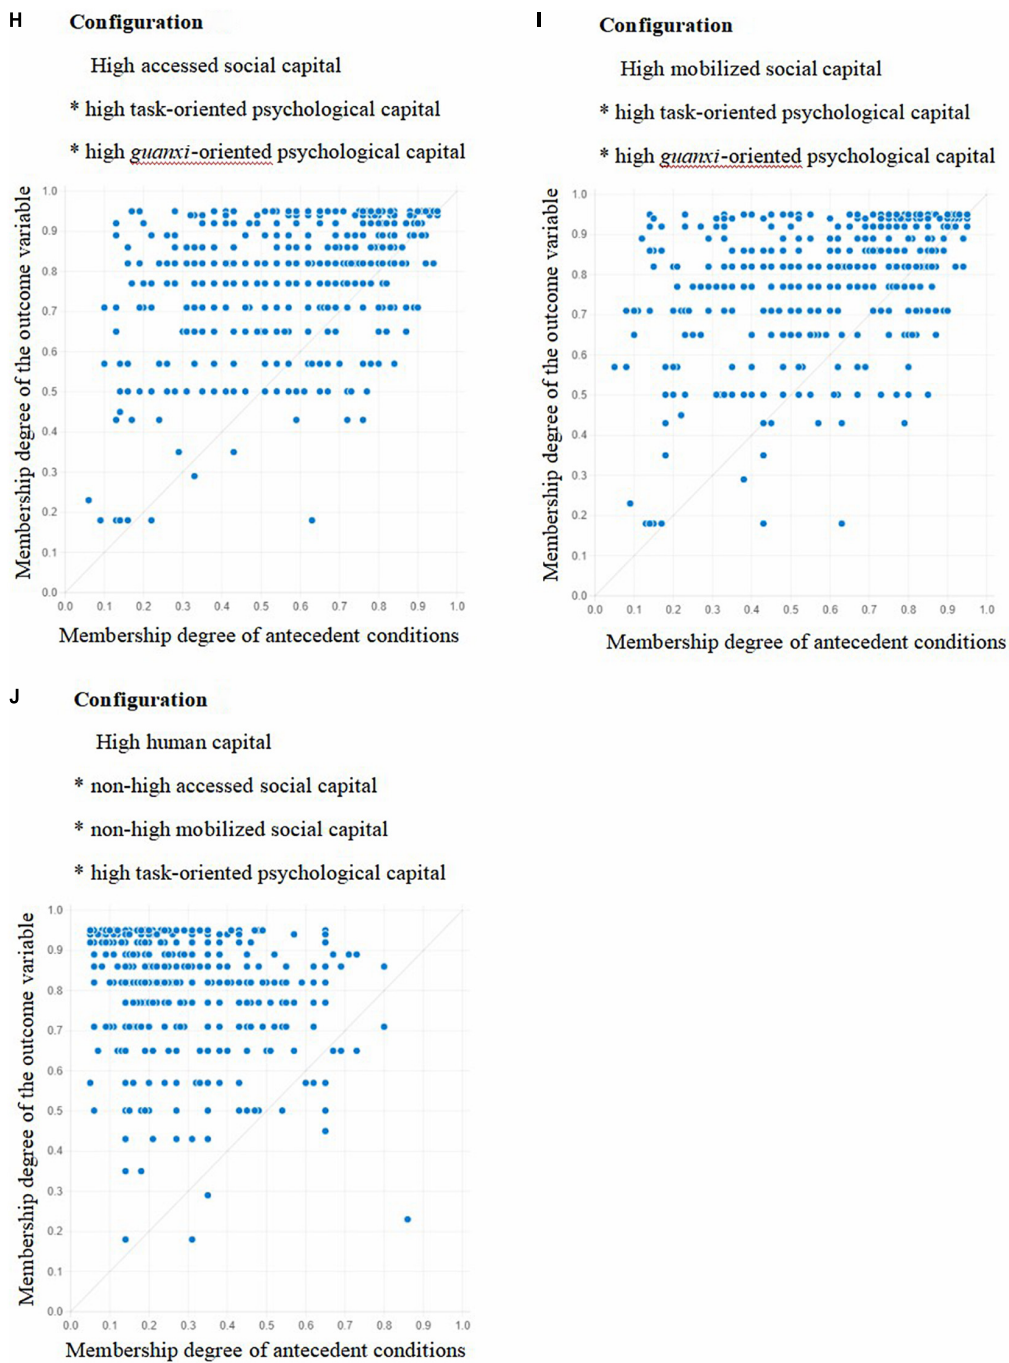 H
Configuration
High accessed social capital
* high task-oriented psychological capital
* high guanxi-oriented psychological capital
Membership degree of the outcome variable
1.0
0.9
0.8
0.7
0.6
0.5
0.4
0.3
0.2
0.1
0.0
0.0 0.1 0.2 0.3 0.4 0.5 0.6 0.7 0.8 0.9 1.0
Membership degree of antecedent conditions
I
Configuration
High mobilized social capital
* high task-oriented psychological capital
* high guanxi-oriented psychological capital
Membership degree of the outcome variable
1.0
0.9
0.8
0.7
0.6
0.5
0.4
0.3
0.2
0.1
0.0
0.0 0.1 0.2 0.3 0.4 0.5 0.6 0.7 0.8 0.9 1.0
Membership degree of antecedent conditions
J
Configuration
High human capital
* non-high accessed social capital
* non-high mobilized social capital
* high task-oriented psychological capital
Membership degree of the outcome variable
1.0
0.9
0.8
0.7
0.6
0.5
0.4
0.3
0.2
0.1
0.0
0.0 0.1 0.2 0.3 0.4 0.5 0.6 0.7 0.8 0.9 1.0
Membership degree of antecedent conditions